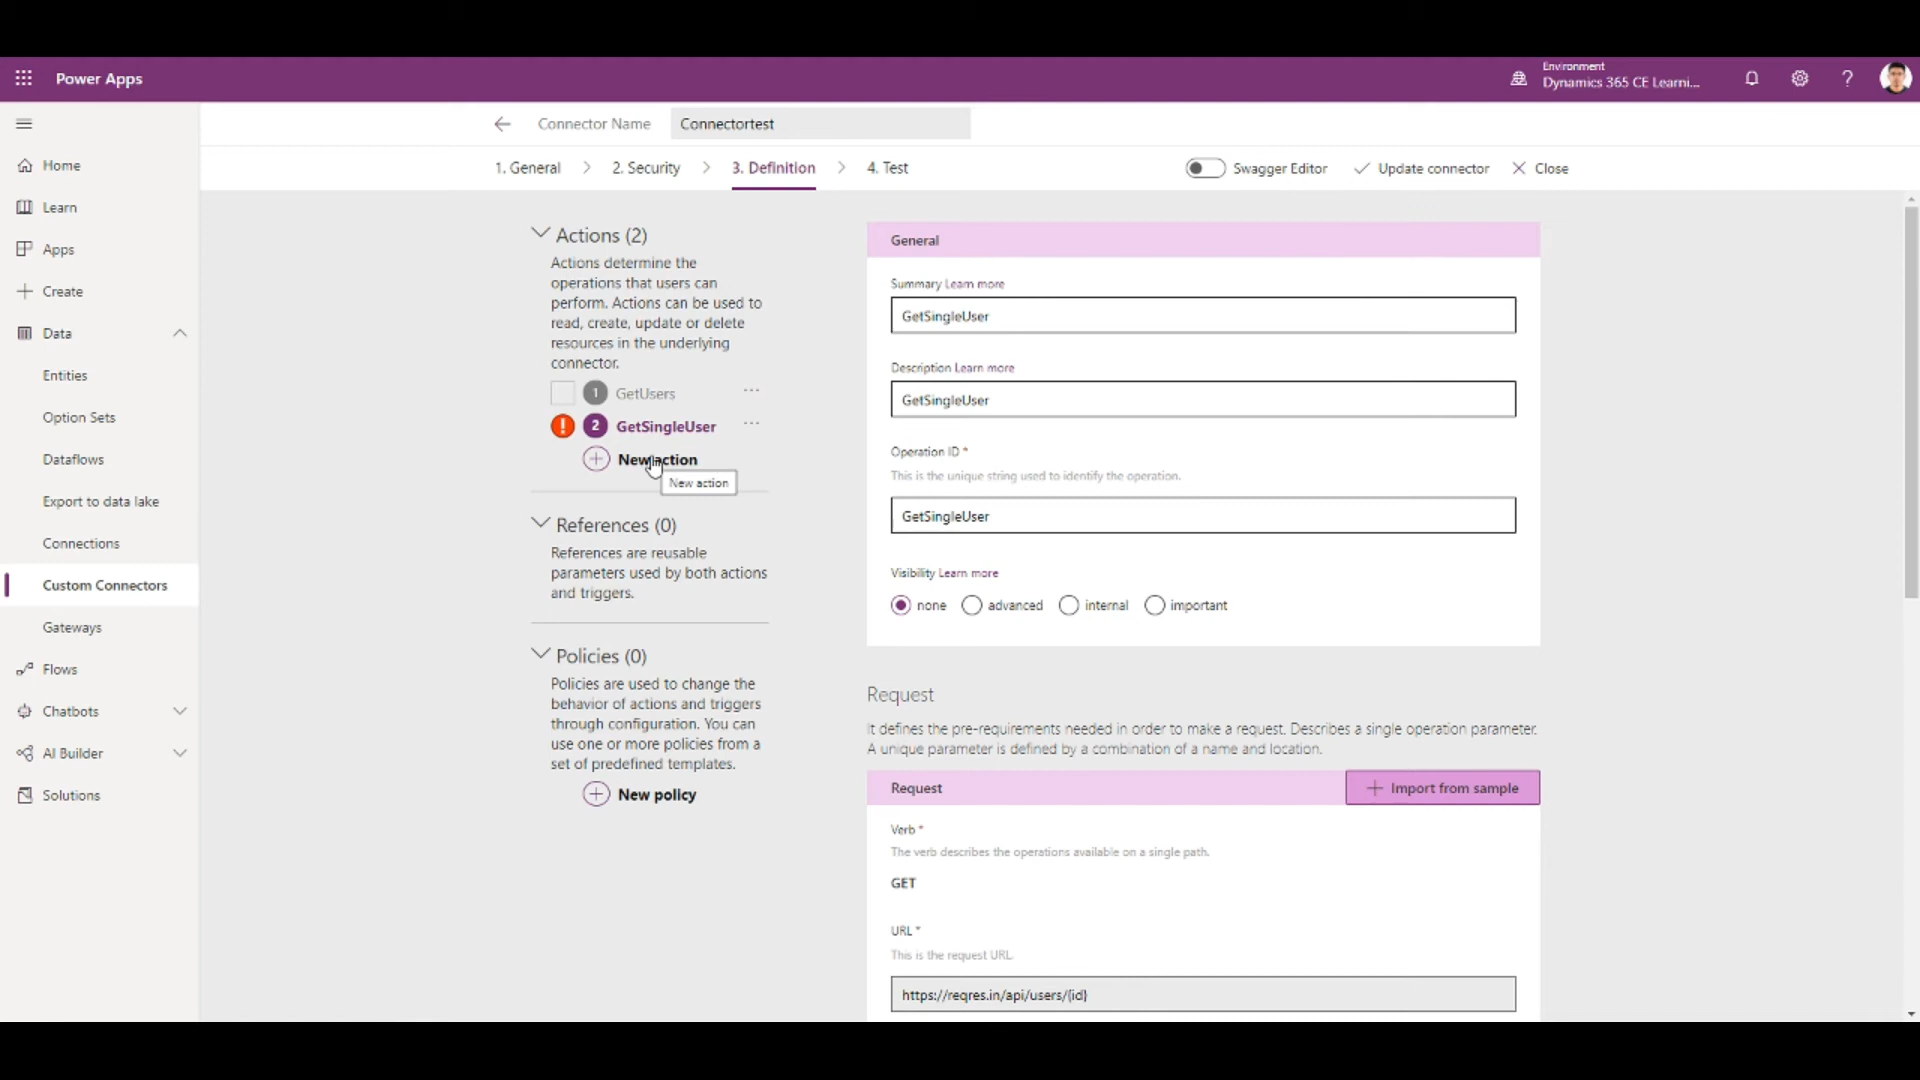 Power Apps
Environment
Dynamics 365 CE Learni...
?
Connector Name
Connectortest
1. General
2. Security
3. Definition
4. Test
Swagger Editor
Update connector
Close
Home
Learn
Apps
Create
Data
Entities
Option Sets
Dataflows
Export to data lake
Connections
Custom Connectors
Gateways
Flows
Chatbots
AI Builder
Solutions
Actions (2)
Actions determine the
operations that users can
perform. Actions can be used to
read, create, update or delete
resources in the underlying
connector.
1 GetUsers ...
! 2 GetSingleUser ...
New action
New action
References (0)
References are reusable
parameters used by both actions
and triggers.
Policies (0)
Policies are used to change the
behavior of actions and triggers
through configuration. You can
use one or more policies from a
set of predefined templates.
New policy
General
Summary Learn more
GetSingleUser
Description Learn more
GetSingleUser
Operation ID *
This is the unique string used to identify the operation.
GetSingleUser
Visibility Learn more
none advanced internal important
Request
It defines the pre-requirements needed in order to make a request. Describes a single operation parameter.
A unique parameter is defined by a combination of a name and location.
Request
Import from sample
Verb *
The verb describes the operations available on a single path.
GET
URL *
This is the request URL.
https://reqres.in/api/users/{id}